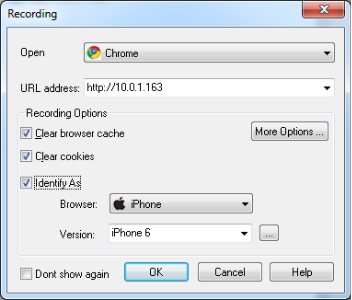 Recording
Open Chrome
URL address: http://10.0.1.163
Recording Options
Clear browser cache More Options ...
Clear cookies
Identify As
Browser: iPhone
Version: iPhone 6 ...
Dont show again OK Cancel Help